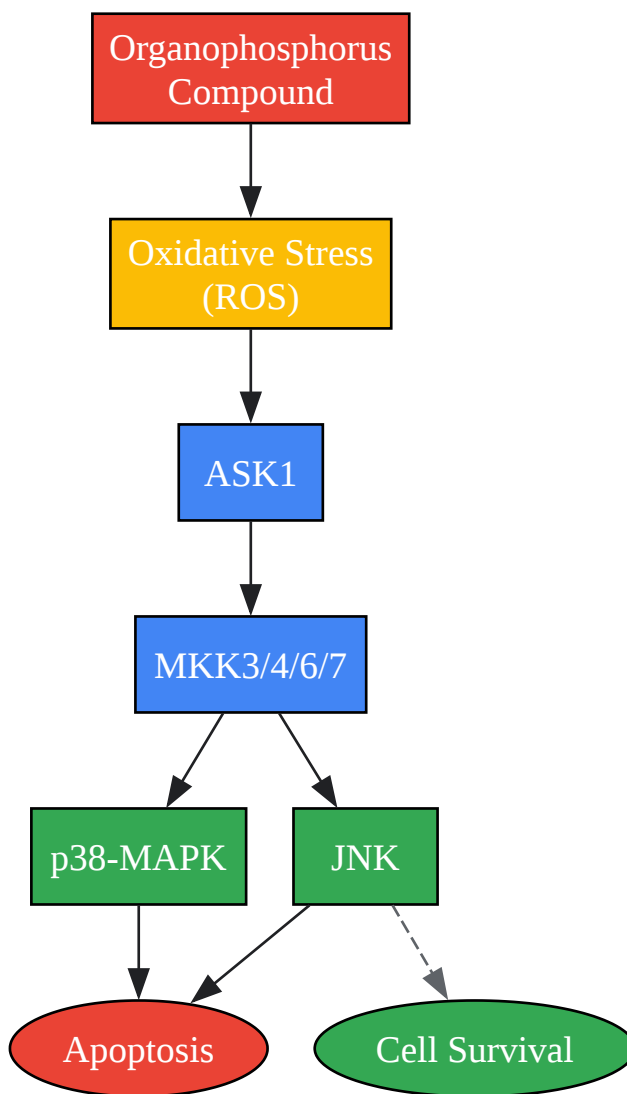 Organophosphorus
Compound
Oxidative Stress
(ROS)
ASK1
MKK3/4/6/7
p38-MAPK
JNK
Apoptosis
Cell Survival